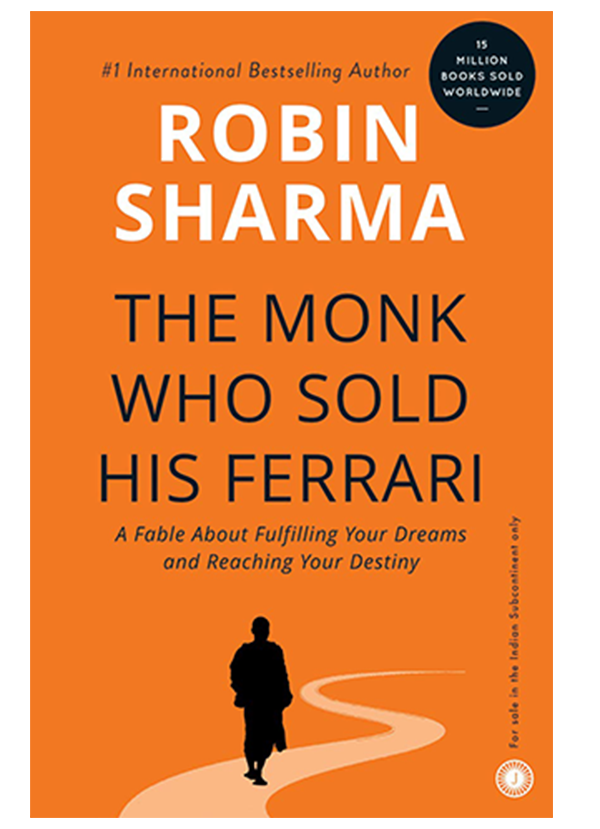 15
MILLION
BOOKS SOLD
WORLDWIDE
#1 International Bestselling Author
ROBIN
SHARMA
THE MONK
WHO SOLD
HIS FERRARI
A Fable About Fulfilling Your Dreams
and Reaching Your Destiny
For sale in the Indian Subcontinent only
J